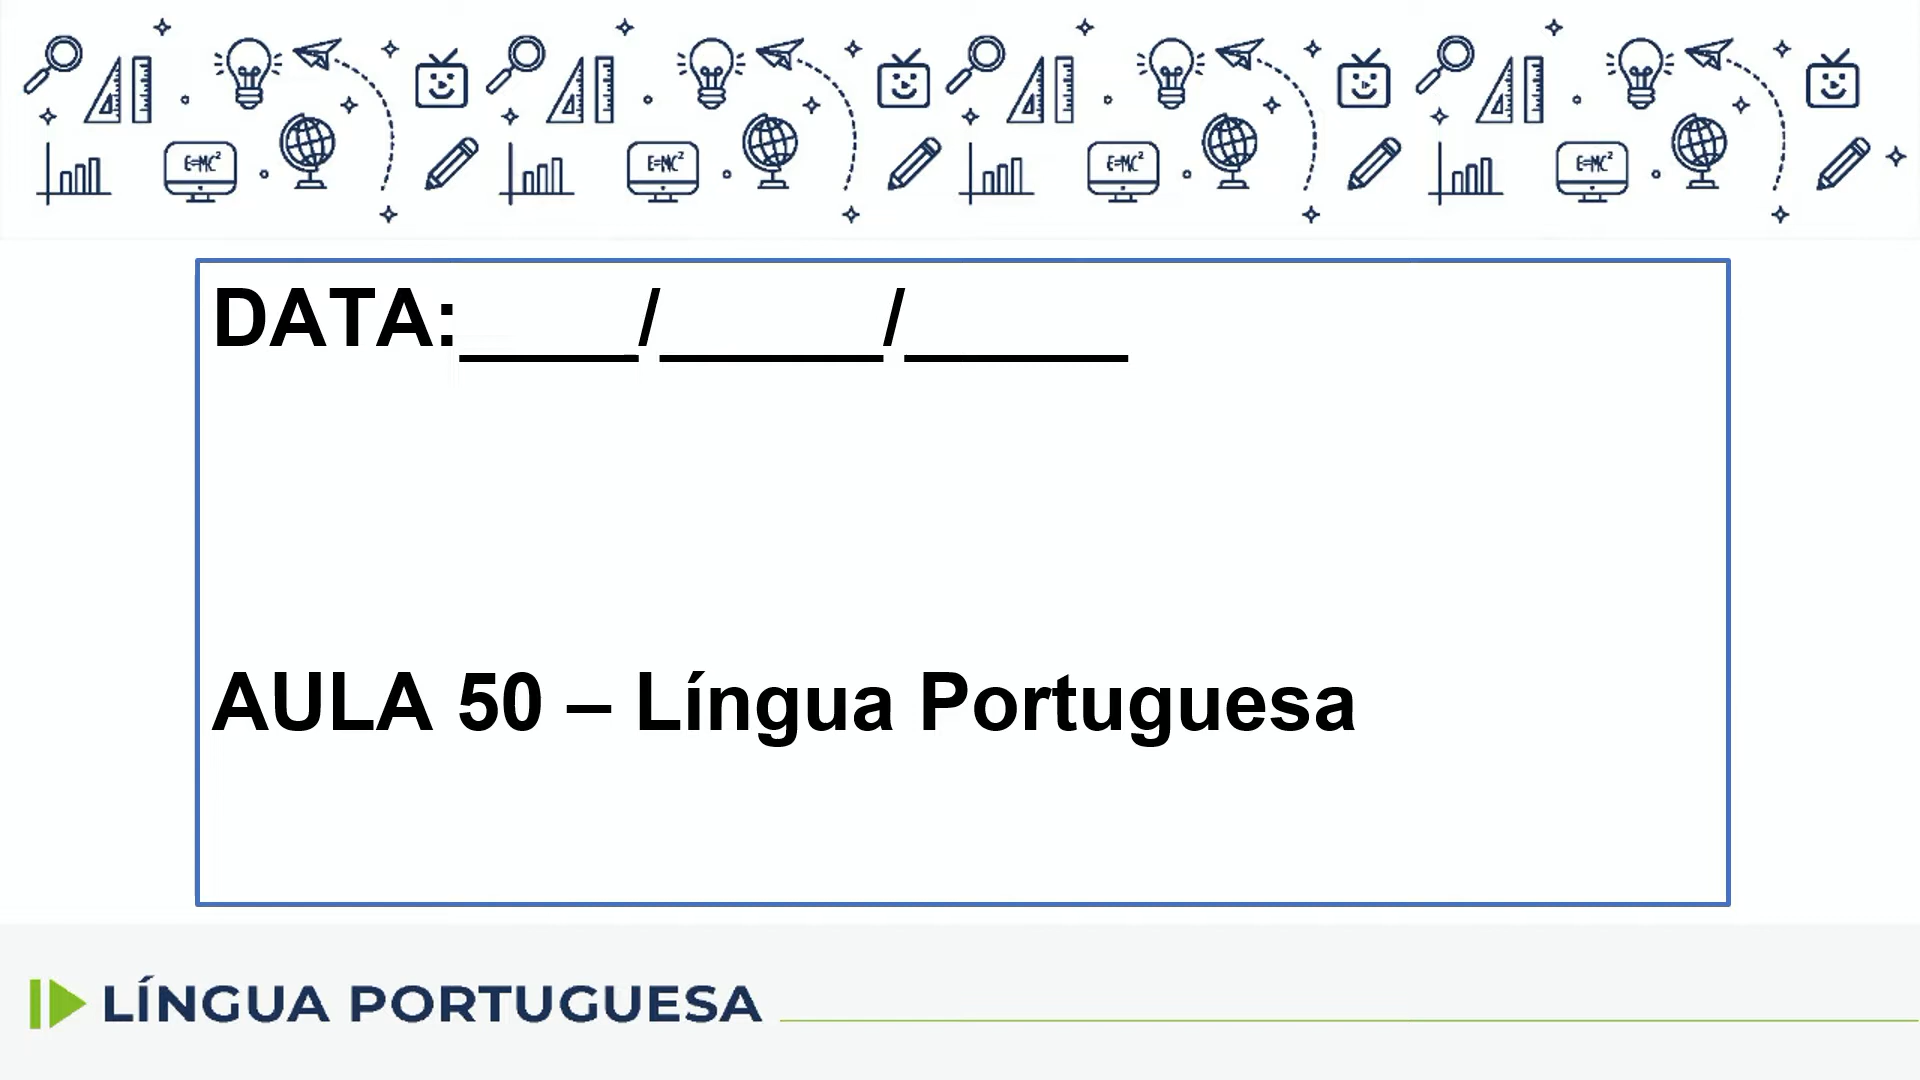 E=MC² E=MC² E=MC² E=MC²
DATA:____/_____/_____
AULA 50 – Língua Portuguesa
LÍNGUA PORTUGUESA